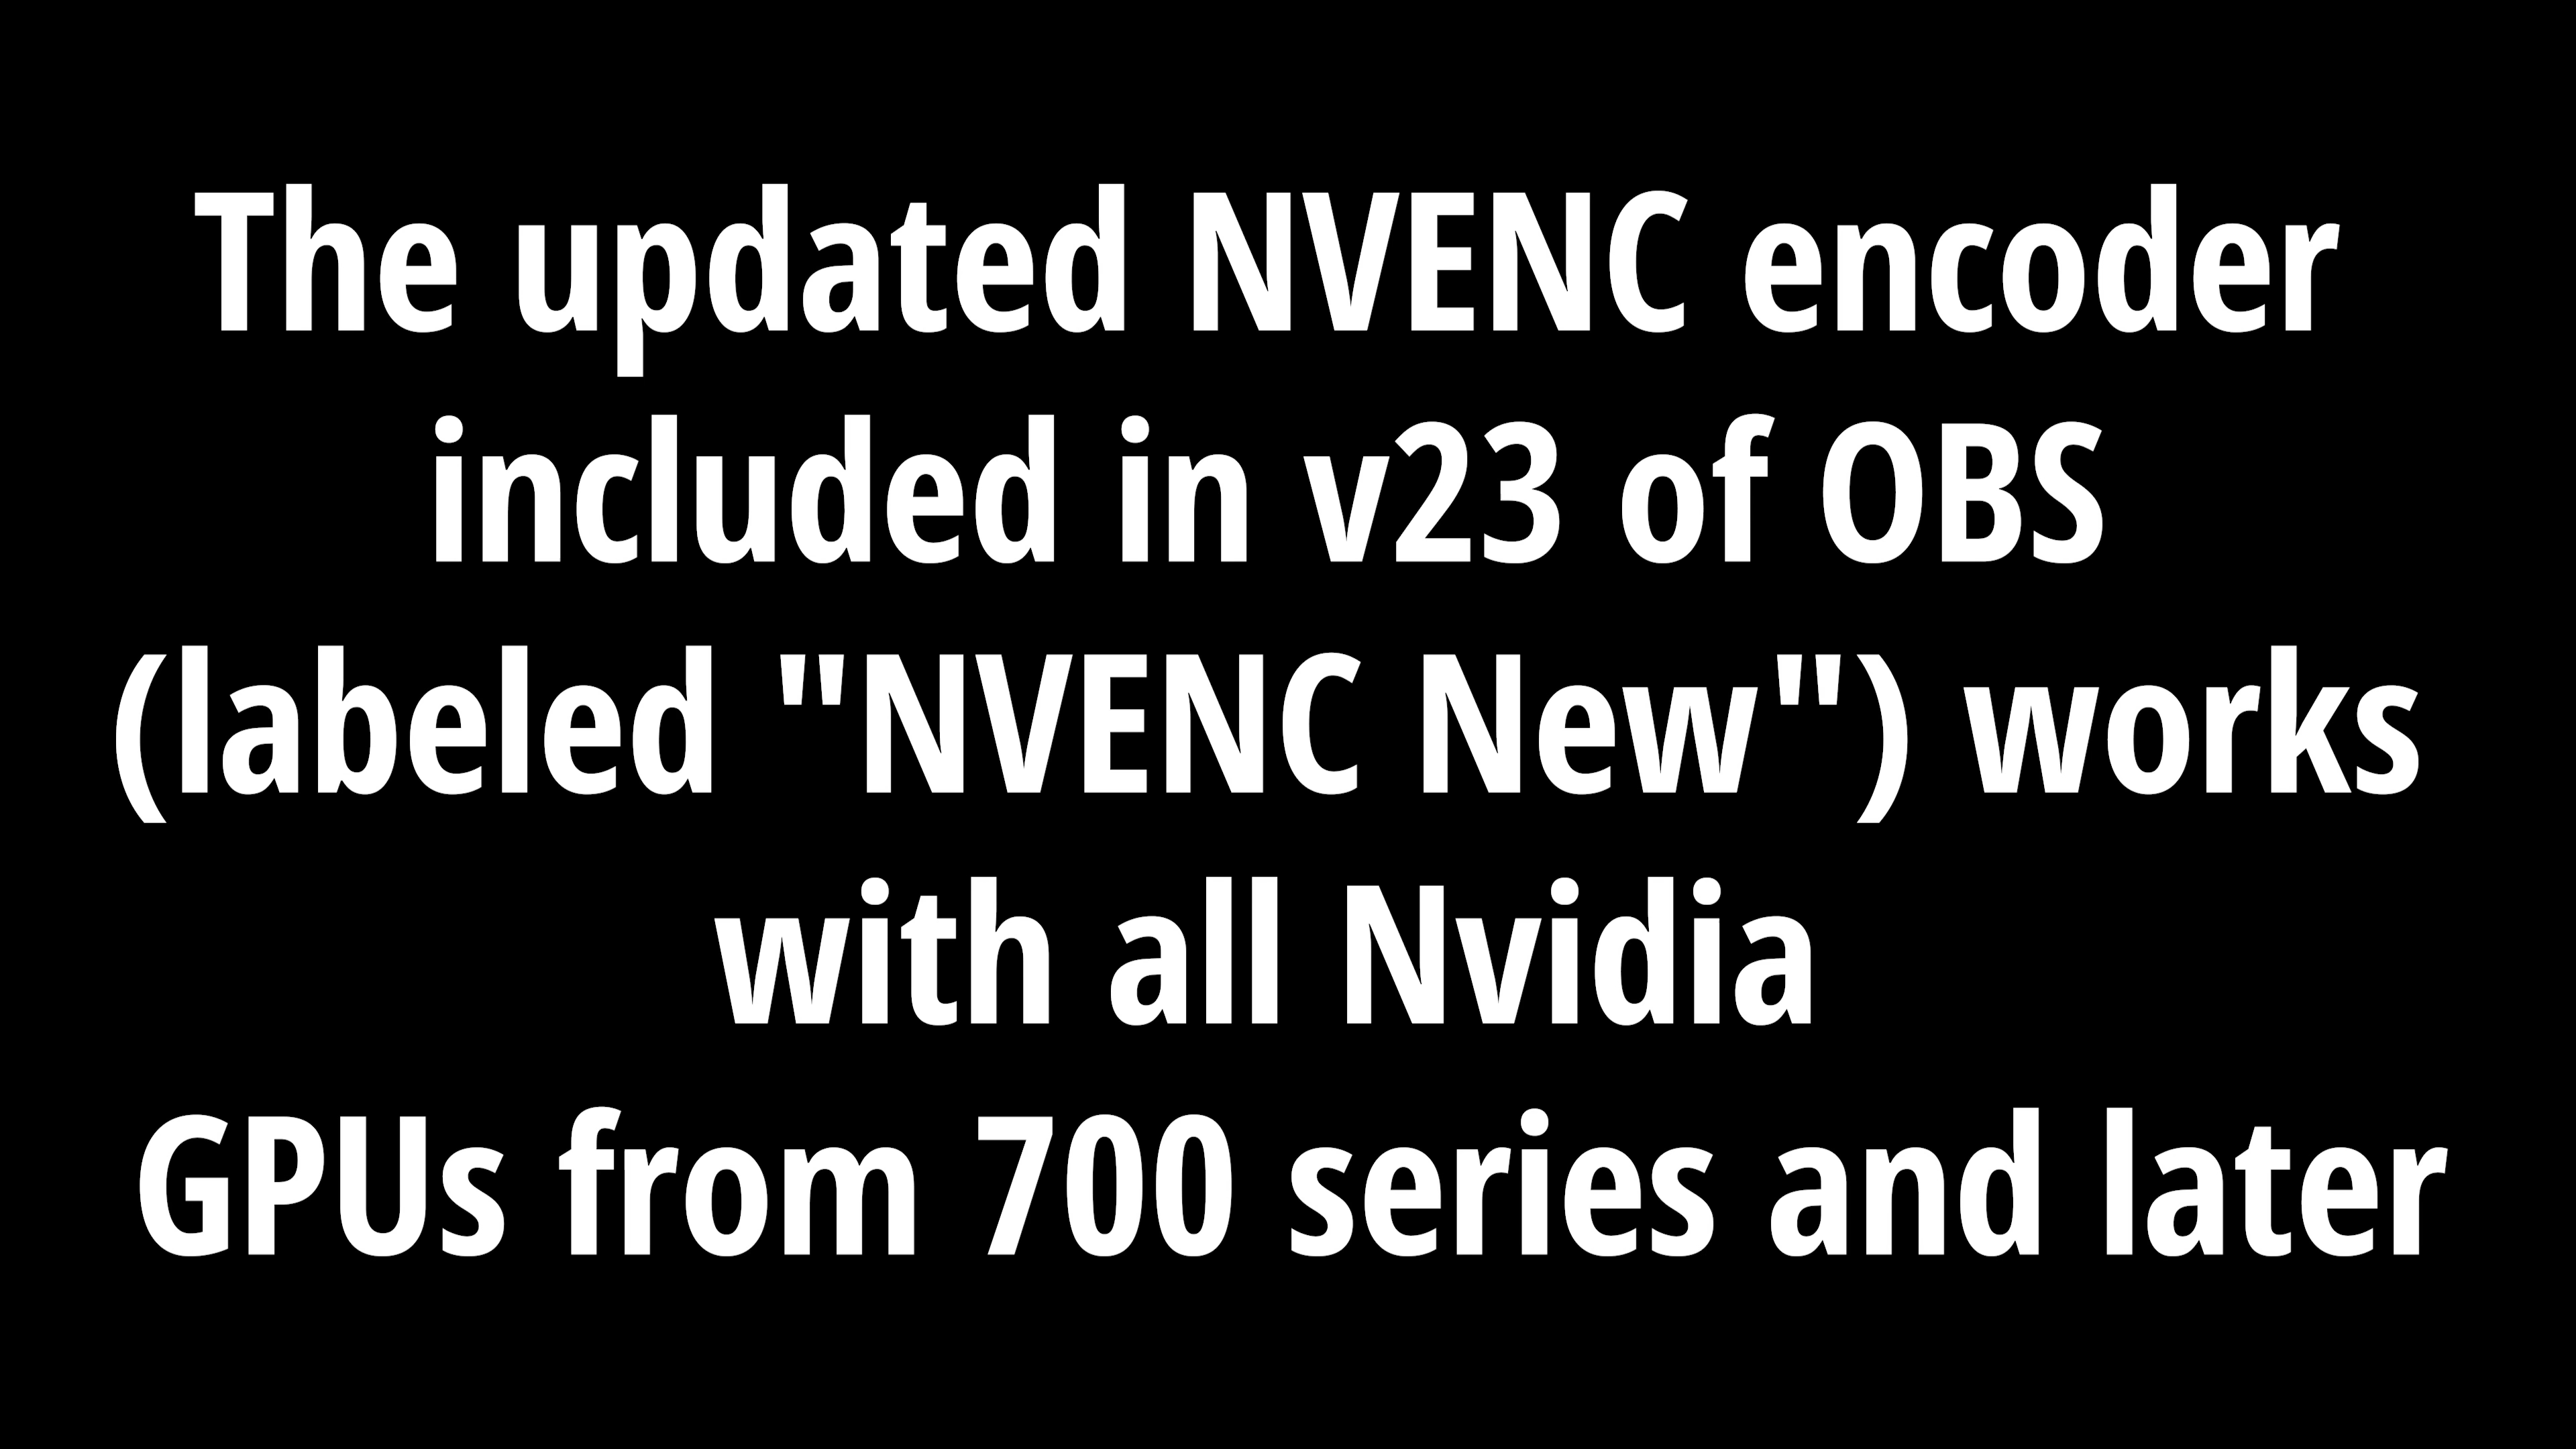 The updated NVENC encoder
included in v23 of OBS
(labeled "NVENC New") works
with all Nvidia
GPUs from 700 series and later